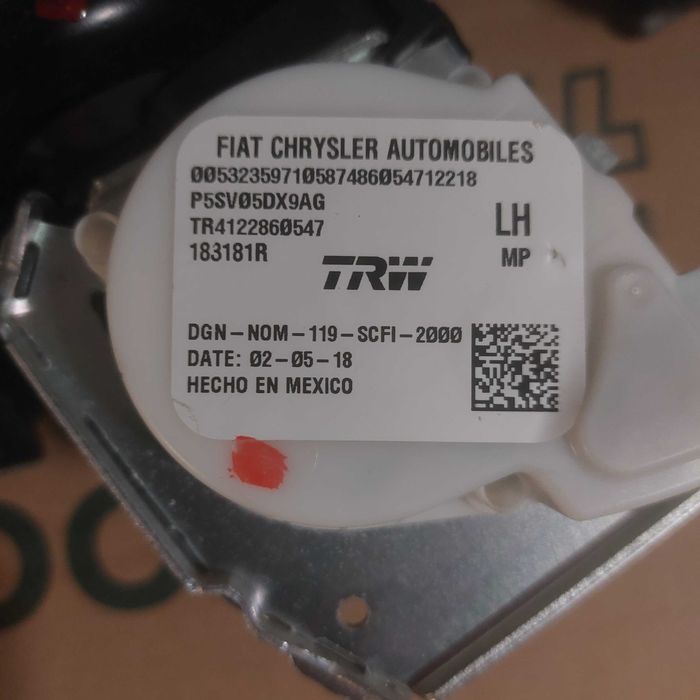 FIAT CHRYSLER AUTOMOBILES
00532359710587486054712218
P5SV05DX9AG
TR4122860547
183181R
LH
MP
TRW
DGN-NOM-119-SCFI-2000
DATE: 02-05-18
HECHO EN MEXICO